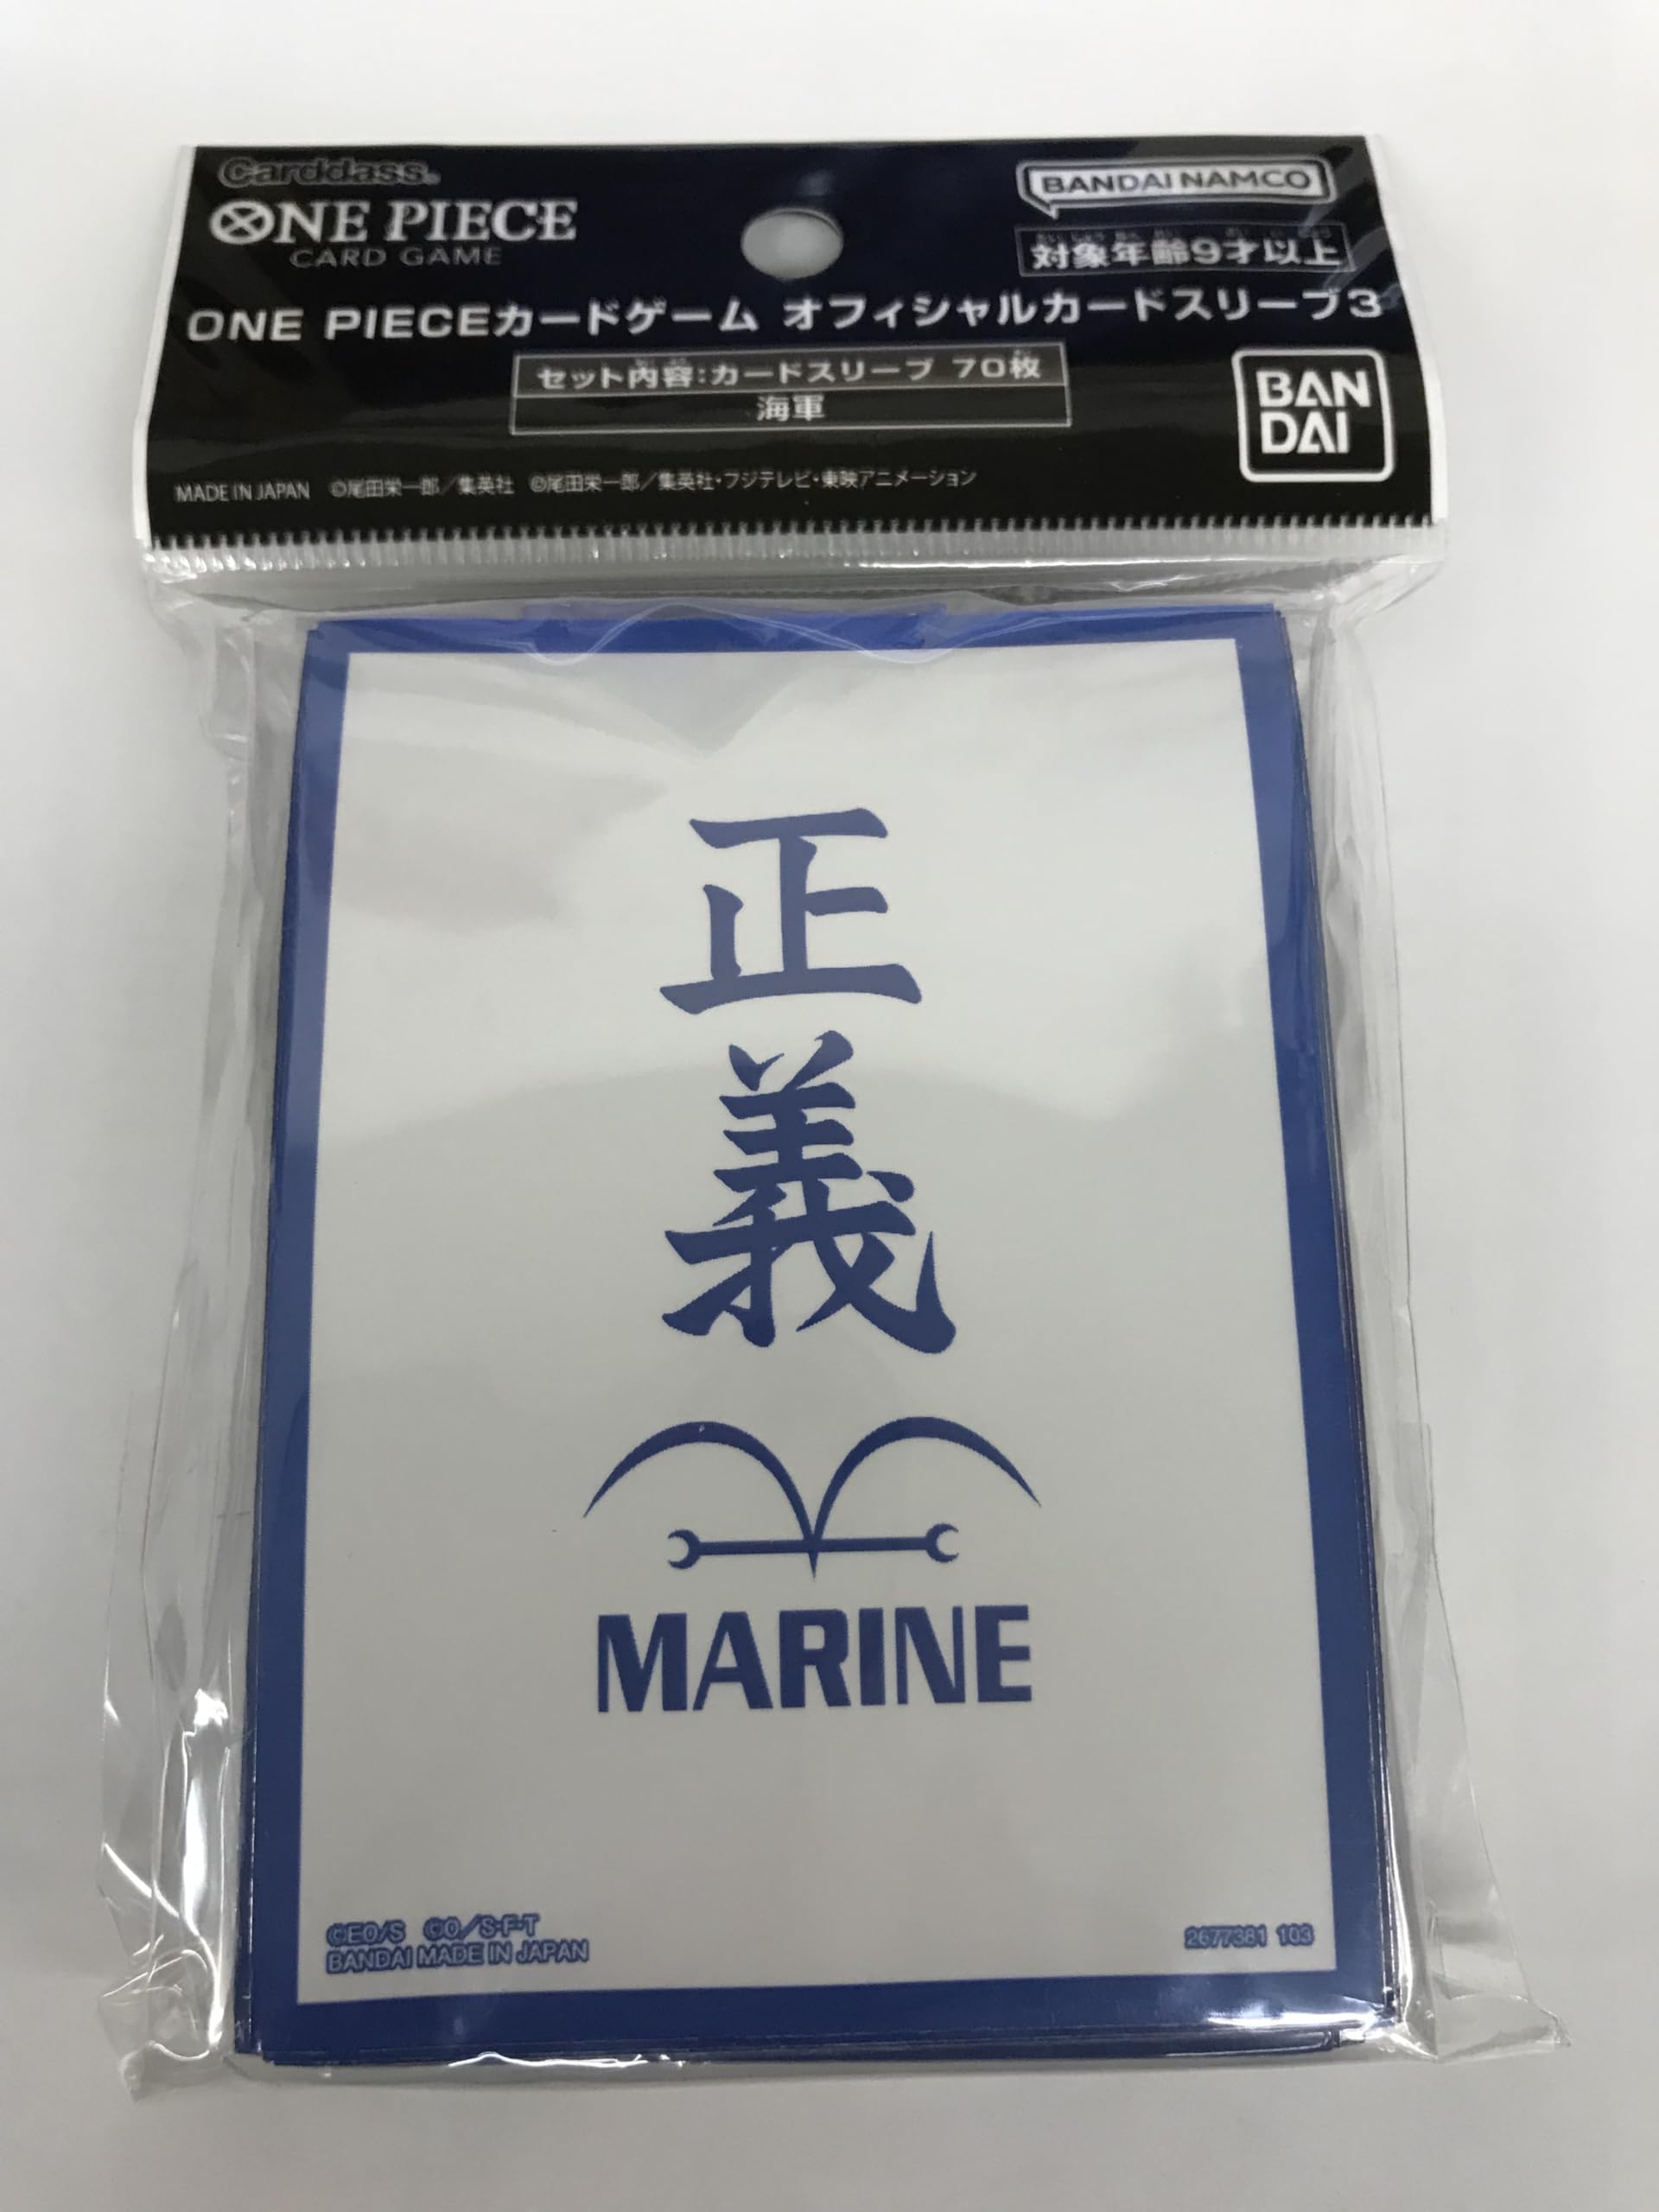 Carddass
BANDAI NAMCO
ONE PIECE
CARD GAME
対象年齢9才以上
ONE PIECEカードゲーム オフィシャルカードスリーブ3
セット内容:カードスリーブ 70枚
海軍
BAN
DAI
MADE IN JAPAN ©尾田栄一郎/集英社 ©尾田栄一郎/集英社・フジテレビ・東映アニメーション
正
義
MARINE
©EO/S ©O/S・F・T
BANDAI MADE IN JAPAN
2677381 103